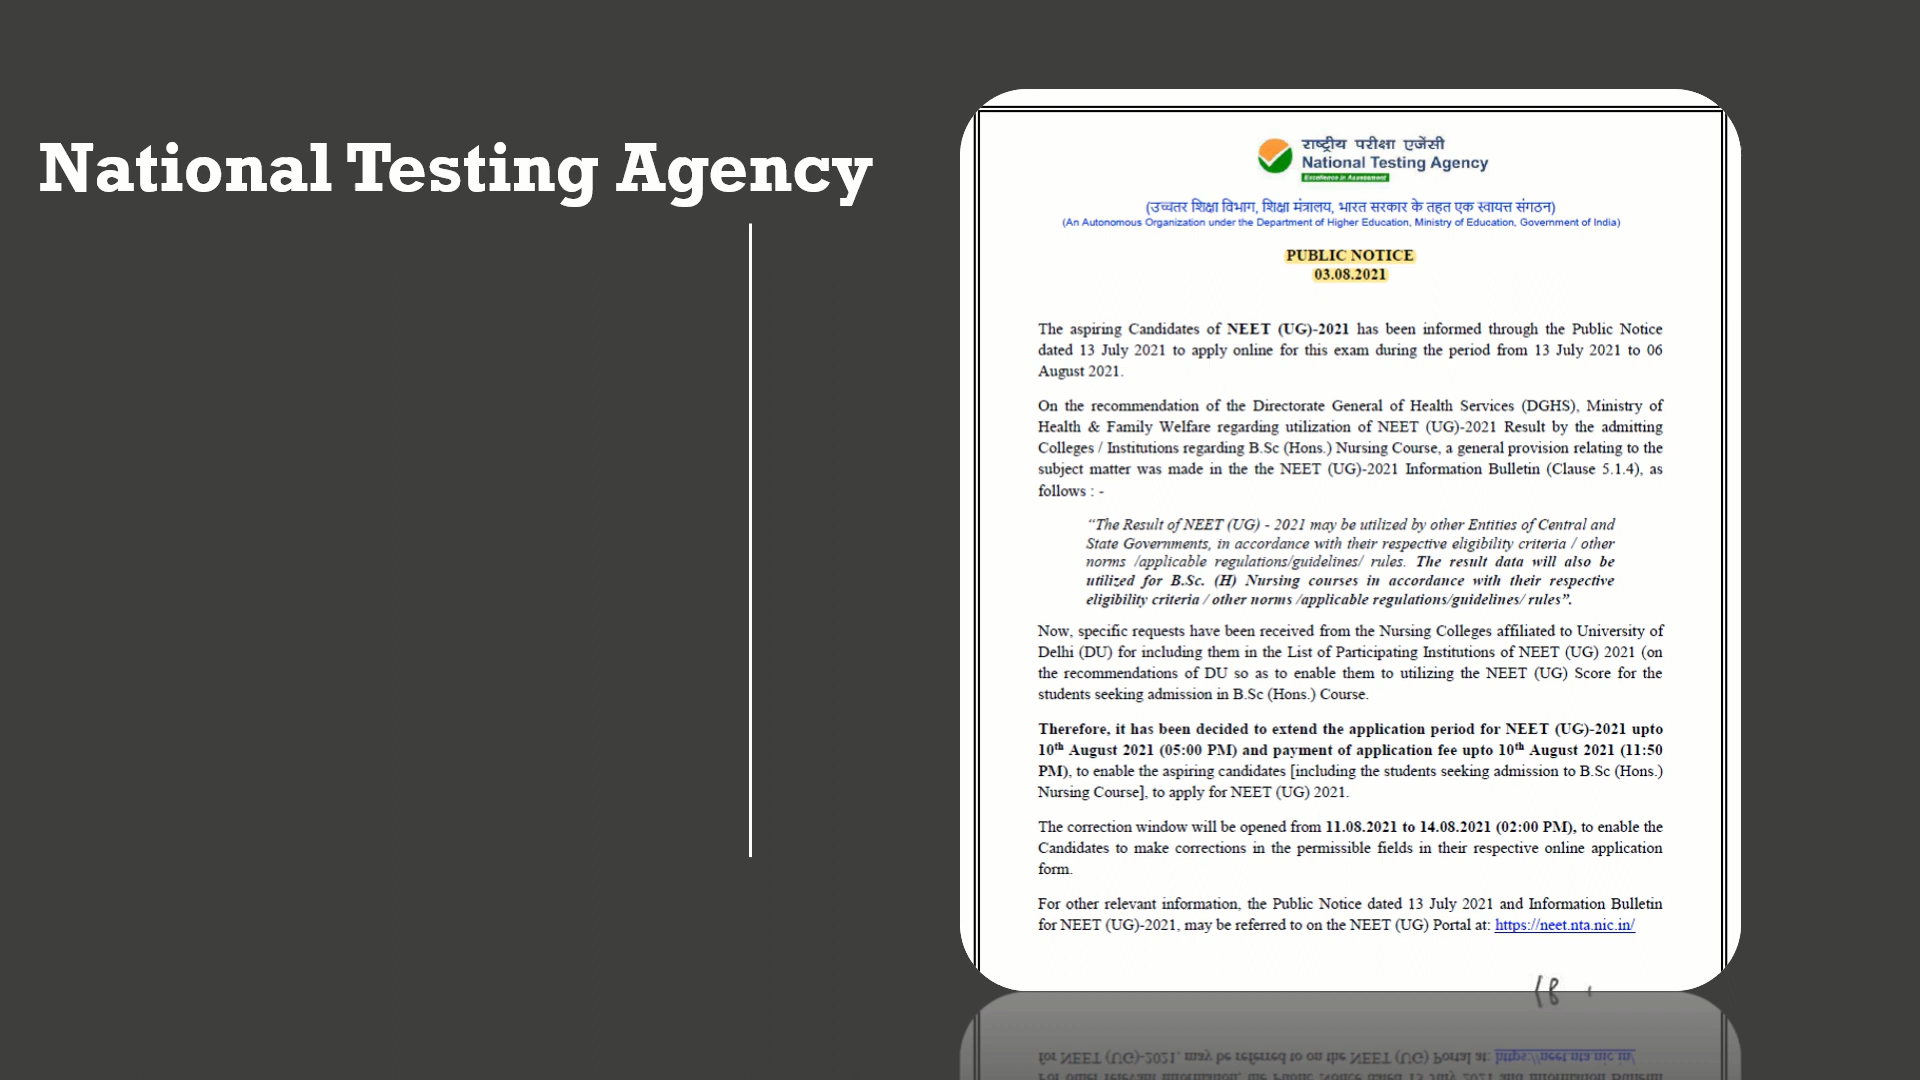 National Testing Agency
राष्ट्रीय परीक्षा एजेंसी
National Testing Agency
Excellence in Assessment
(उच्चतर शिक्षा विभाग, शिक्षा मंत्रालय, भारत सरकार के तहत एक स्वायत्त संगठन)
(An Autonomous Organization under the Department of Higher Education, Ministry of Education, Government of India)
PUBLIC NOTICE
03.08.2021
The aspiring Candidates of NEET (UG)-2021 has been informed through the Public Notice
dated 13 July 2021 to apply online for this exam during the period from 13 July 2021 to 06
August 2021.
On the recommendation of the Directorate General of Health Services (DGHS), Ministry of
Health & Family Welfare regarding utilization of NEET (UG)-2021 Result by the admitting
Colleges / Institutions regarding B.Sc (Hons.) Nursing Course, a general provision relating to the
subject matter was made in the the NEET (UG)-2021 Information Bulletin (Clause 5.1.4), as
follows : -
“The Result of NEET (UG) - 2021 may be utilized by other Entities of Central and
State Governments, in accordance with their respective eligibility criteria / other
norms /applicable regulations/guidelines/ rules. The result data will also be
utilized for B.Sc. (H) Nursing courses in accordance with their respective
eligibility criteria / other norms /applicable regulations/guidelines/ rules”.
Now, specific requests have been received from the Nursing Colleges affiliated to University of
Delhi (DU) for including them in the List of Participating Institutions of NEET (UG) 2021 (on
the recommendations of DU so as to enable them to utilizing the NEET (UG) Score for the
students seeking admission in B.Sc (Hons.) Course.
Therefore, it has been decided to extend the application period for NEET (UG)-2021 upto
10th August 2021 (05:00 PM) and payment of application fee upto 10th August 2021 (11:50
PM), to enable the aspiring candidates [including the students seeking admission to B.Sc (Hons.)
Nursing Course], to apply for NEET (UG) 2021.
The correction window will be opened from 11.08.2021 to 14.08.2021 (02:00 PM), to enable the
Candidates to make corrections in the permissible fields in their respective online application
form.
For other relevant information, the Public Notice dated 13 July 2021 and Information Bulletin
for NEET (UG)-2021, may be referred to on the NEET (UG) Portal at: https://neet.nta.nic.in/